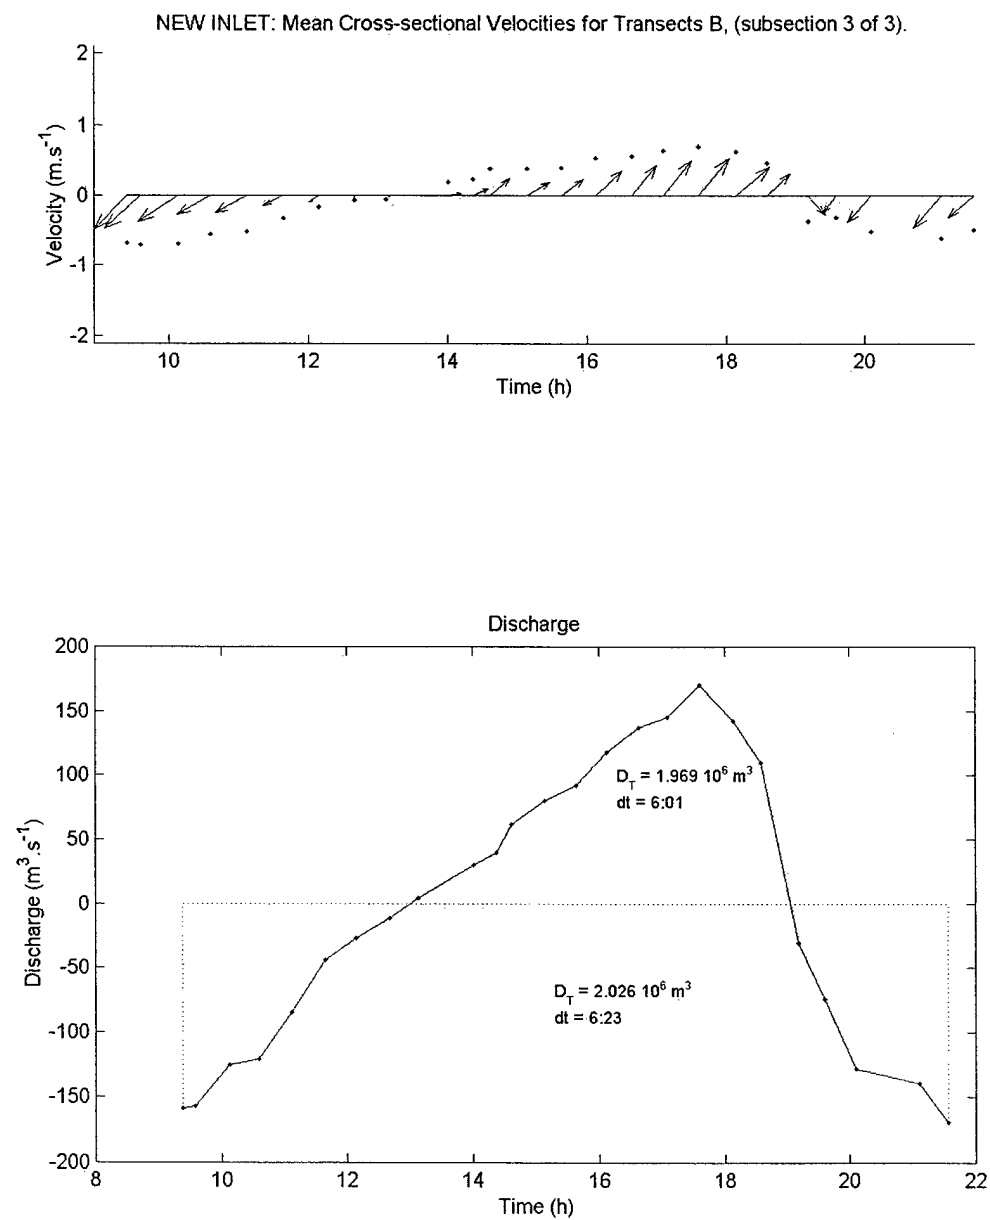 NEW INLET: Mean Cross-sectional Velocities for Transects B, (subsection 3 of 3).
2
1
0
-1
-2
Velocity (m.s⁻¹)
10 12 14 16 18 20
Time (h)
Discharge
200
150
100
50
0
-50
-100
-150
-200
Discharge (m³.s⁻¹)
D_T = 1.969 10⁶ m³
dt = 6:01
D_T = 2.026 10⁶ m³
dt = 6:23
8 10 12 14 16 18 20 22
Time (h)